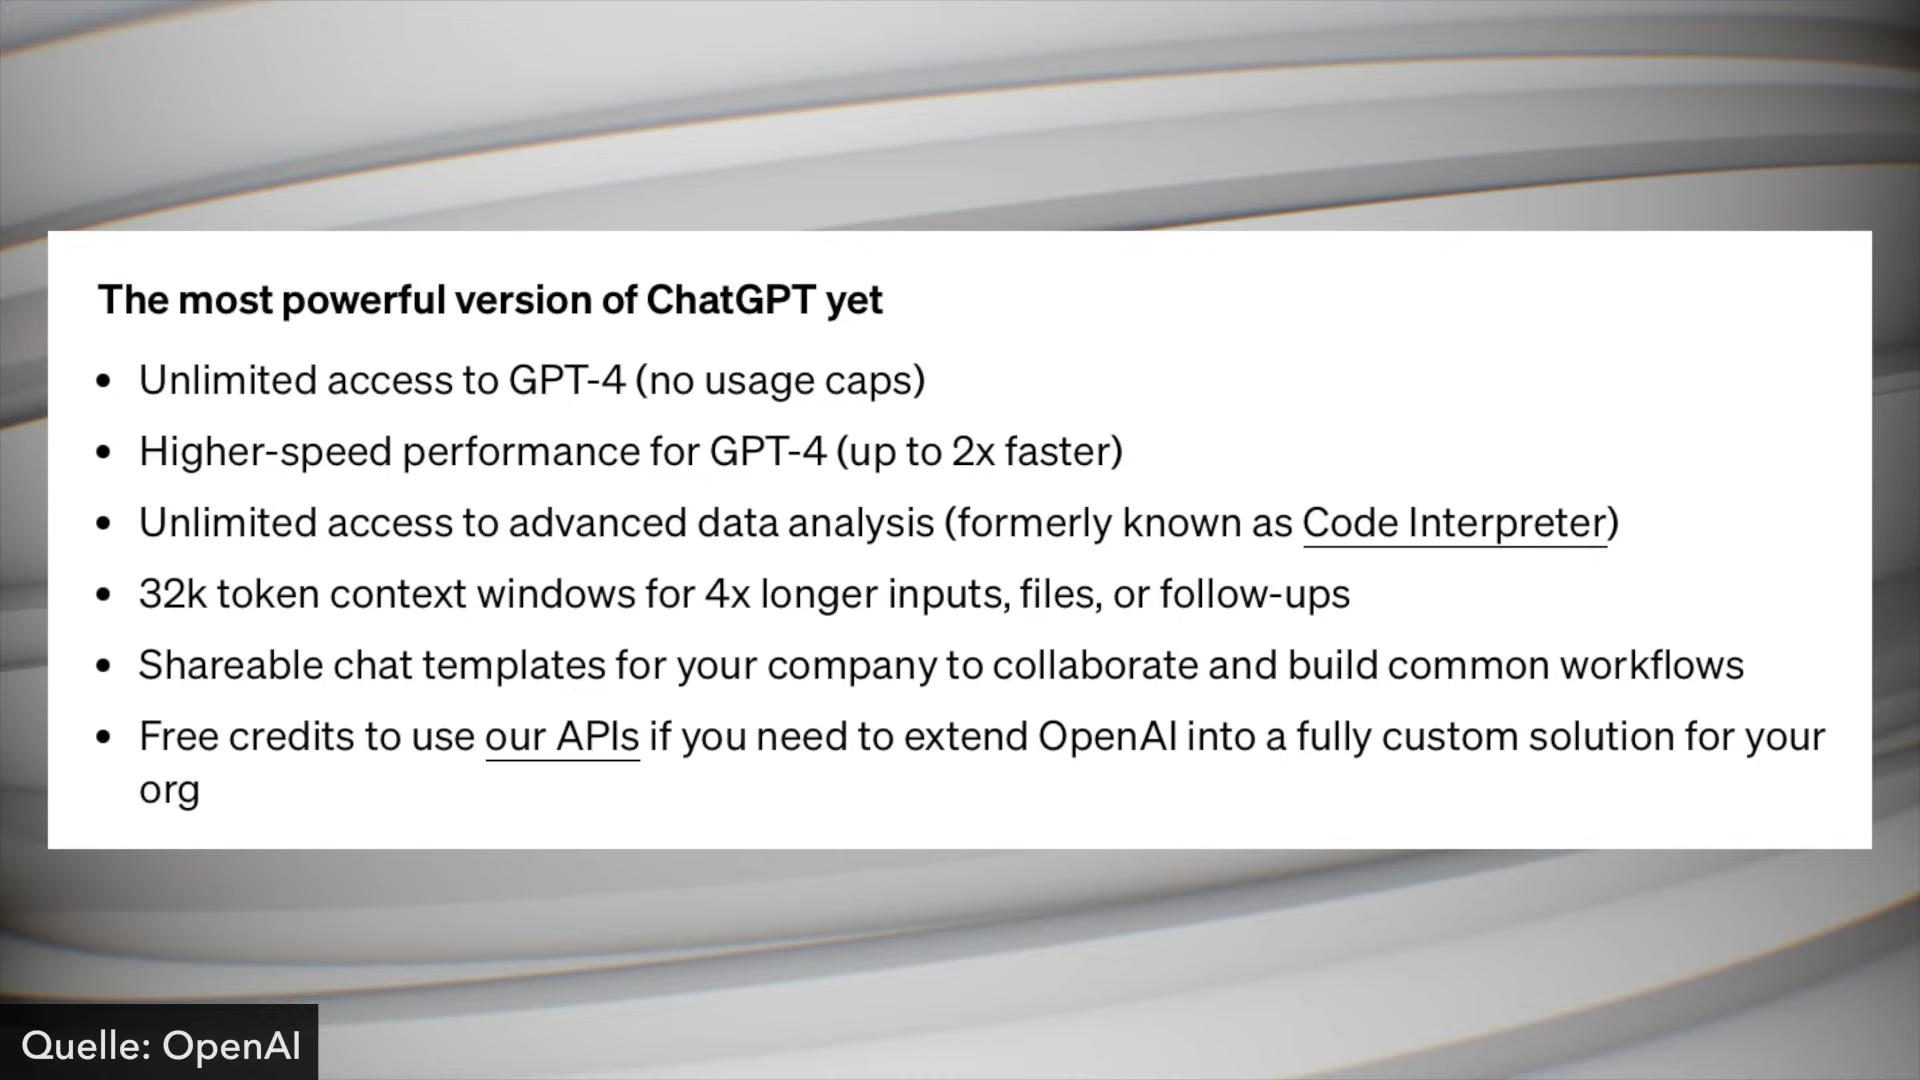 The most powerful version of ChatGPT yet
• Unlimited access to GPT-4 (no usage caps)
• Higher-speed performance for GPT-4 (up to 2x faster)
• Unlimited access to advanced data analysis (formerly known as Code Interpreter)
• 32k token context windows for 4x longer inputs, files, or follow-ups
• Shareable chat templates for your company to collaborate and build common workflows
• Free credits to use our APIs if you need to extend OpenAI into a fully custom solution for your
org
Quelle: OpenAI